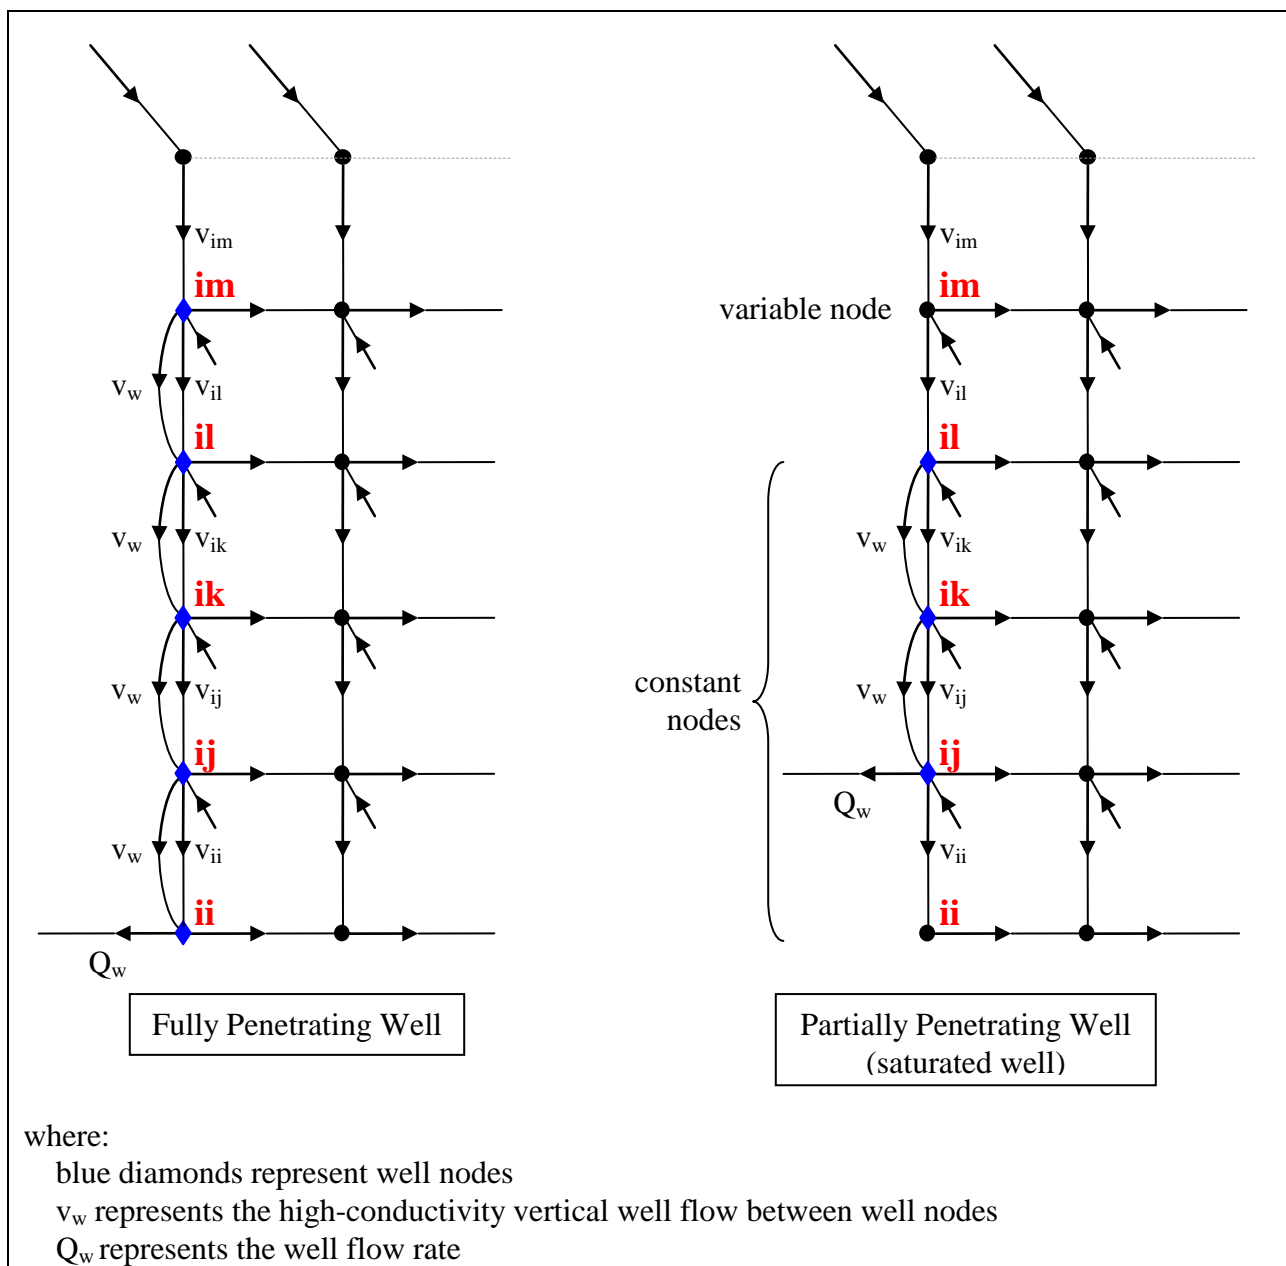 v_im
im
v_w
v_il
il
v_w
v_ik
ik
v_w
v_ij
ij
v_w
v_ii
ii
Q_w
Fully Penetrating Well
v_im
im
variable node
v_il
il
v_w
v_ik
ik
constant
nodes
v_w
v_ij
ij
Q_w
v_ii
ii
Partially Penetrating Well
(saturated well)
where:
blue diamonds represent well nodes
v_w represents the high-conductivity vertical well flow between well nodes
Q_w represents the well flow rate